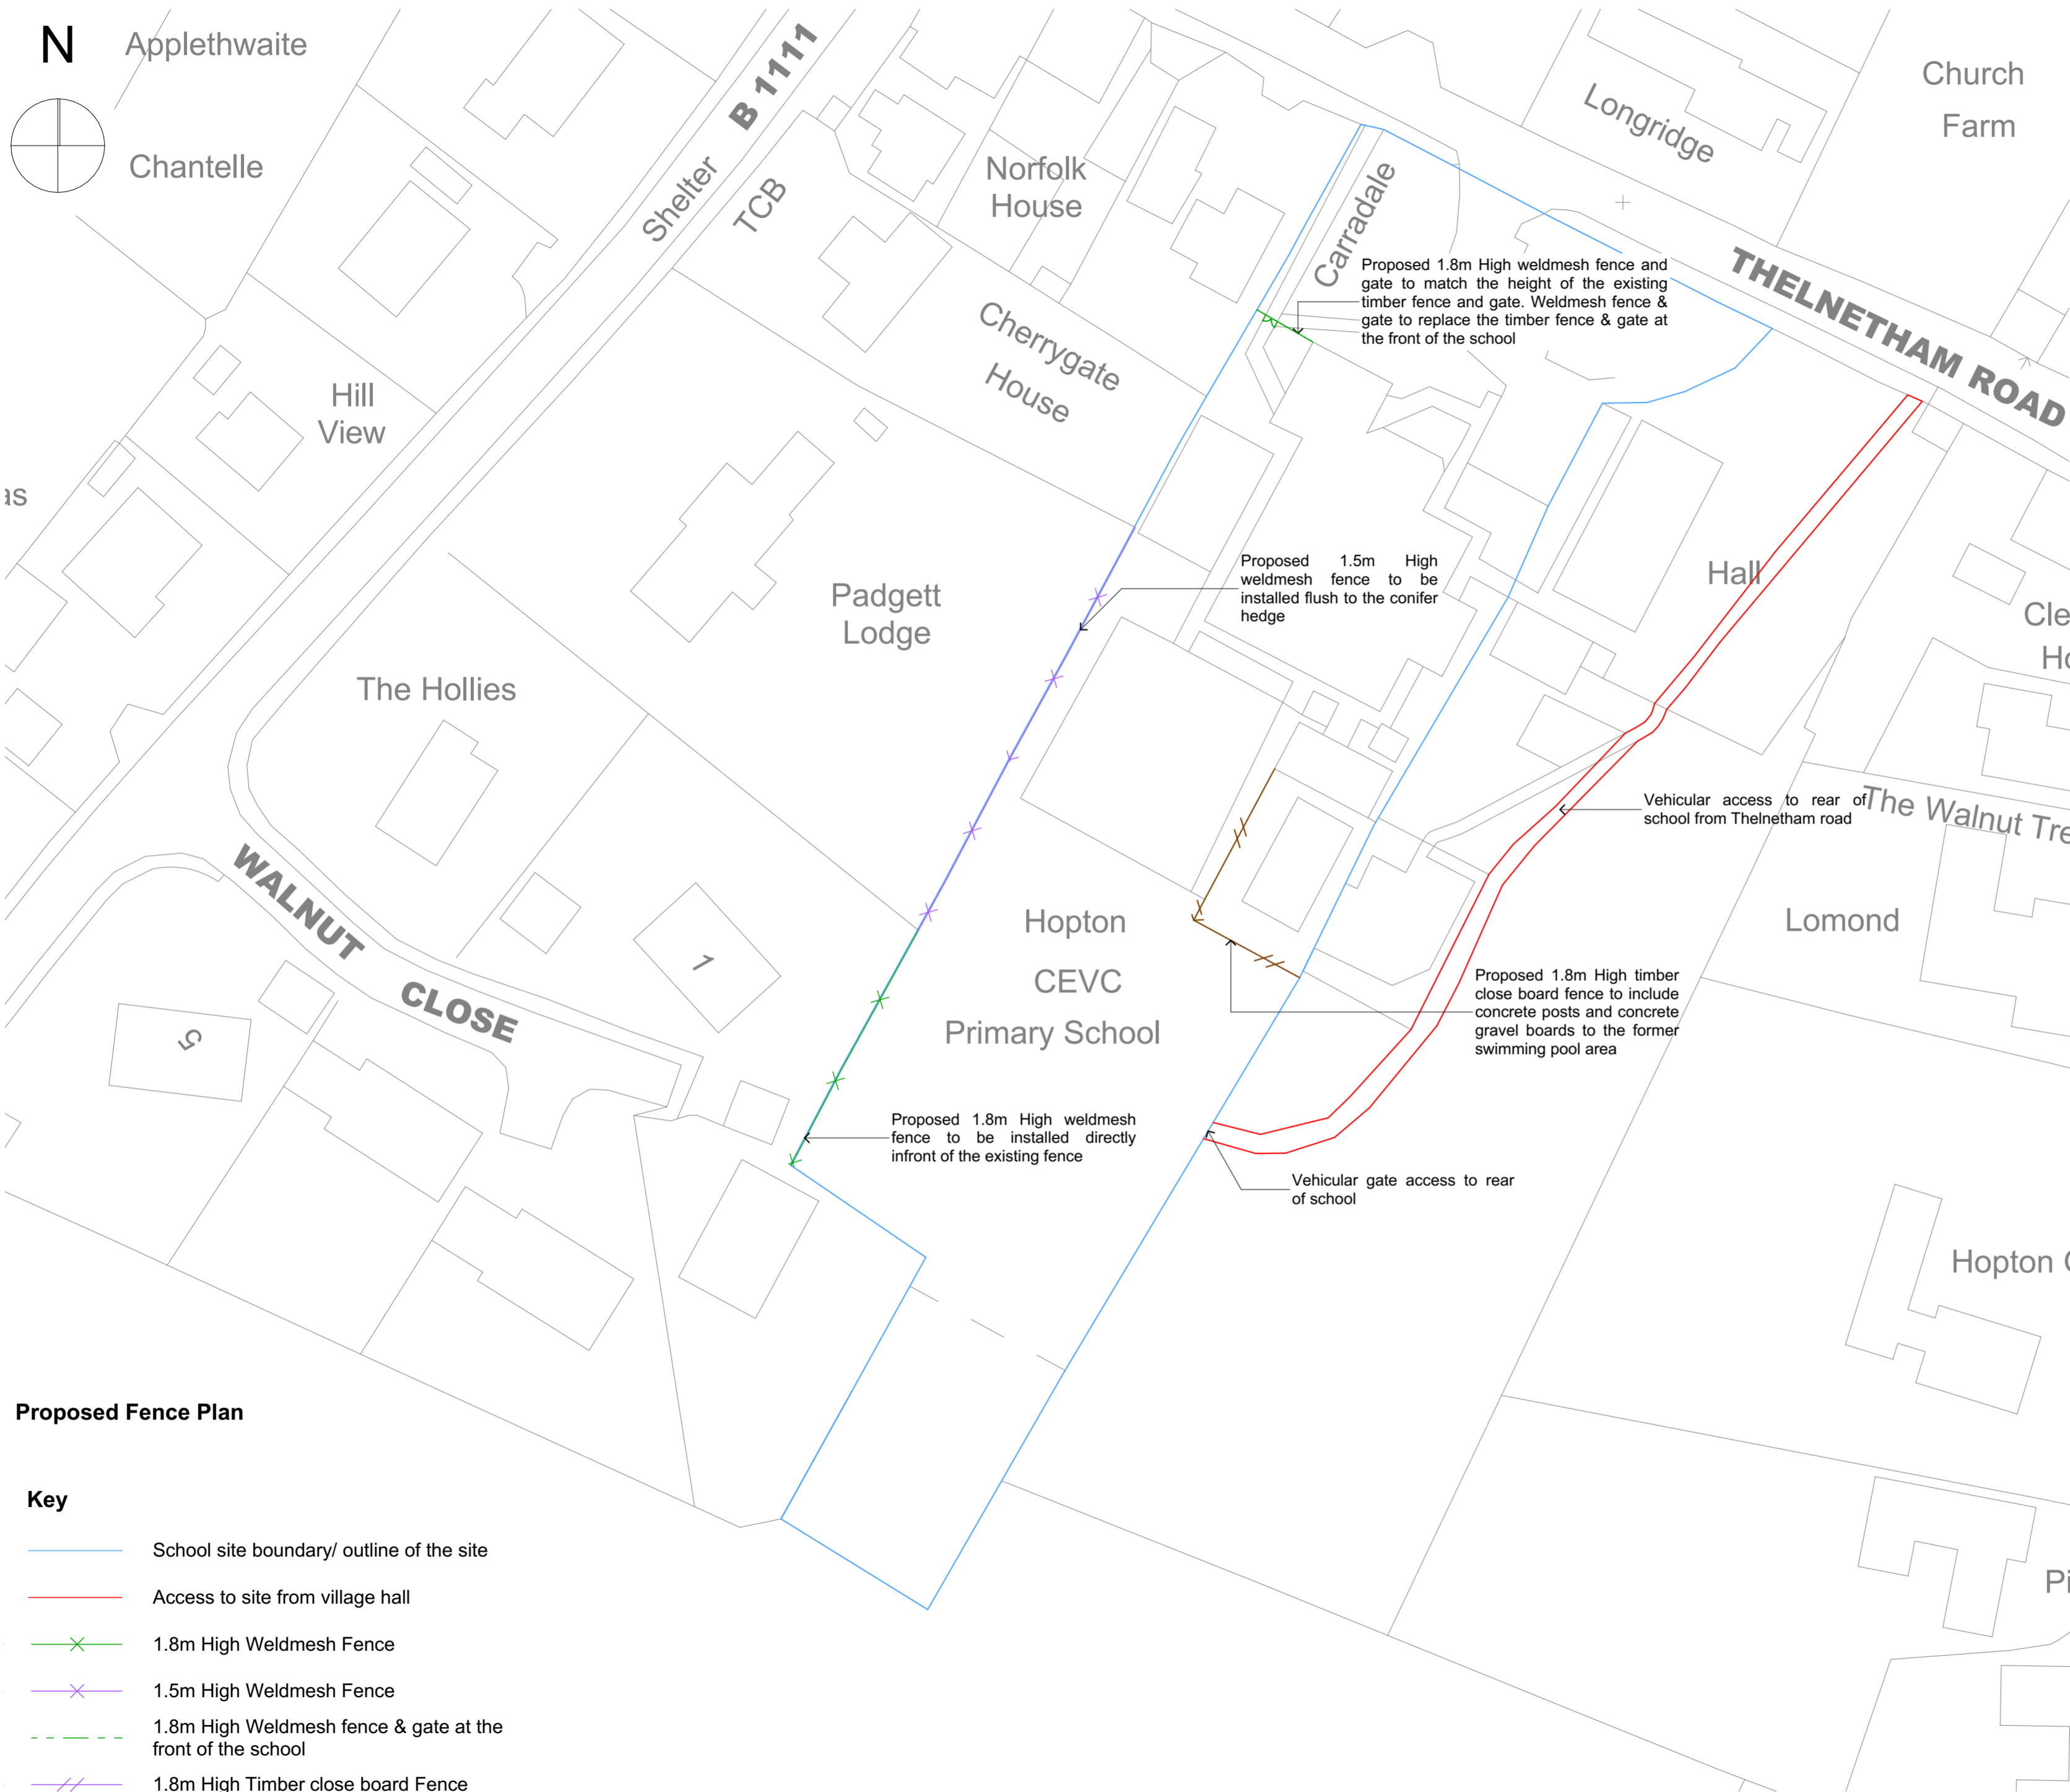 N
Applethwaite
Chantelle
B 1111
Shelter
TCB
Norfolk
House
Carradale
Longridge
Church
Farm
Cherrygate
House
Proposed 1.8m High weldmesh fence and
gate to match the height of the existing
timber fence and gate. Weldmesh fence &
gate to replace the timber fence & gate at
the front of the school
THELNETHAM ROAD
Hill
View
as
Padgett
Lodge
Proposed 1.5m High
weldmesh fence to be
installed flush to the conifer
hedge
Hall
Cle
Ho
The Hollies
Vehicular access to rear of
school from Thelnetham road
The Walnut Tre
WALNUT CLOSE
1
5
Hopton
CEVC
Primary School
Lomond
Proposed 1.8m High timber
close board fence to include
concrete posts and concrete
gravel boards to the former
swimming pool area
Proposed 1.8m High weldmesh
fence to be installed directly
infront of the existing fence
Vehicular gate access to rear
of school
Hopton
Pi
Proposed Fence Plan
Key
School site boundary/ outline of the site
Access to site from village hall
1.8m High Weldmesh Fence
1.5m High Weldmesh Fence
1.8m High Weldmesh fence & gate at the
front of the school
1.8m High Timber close board Fence